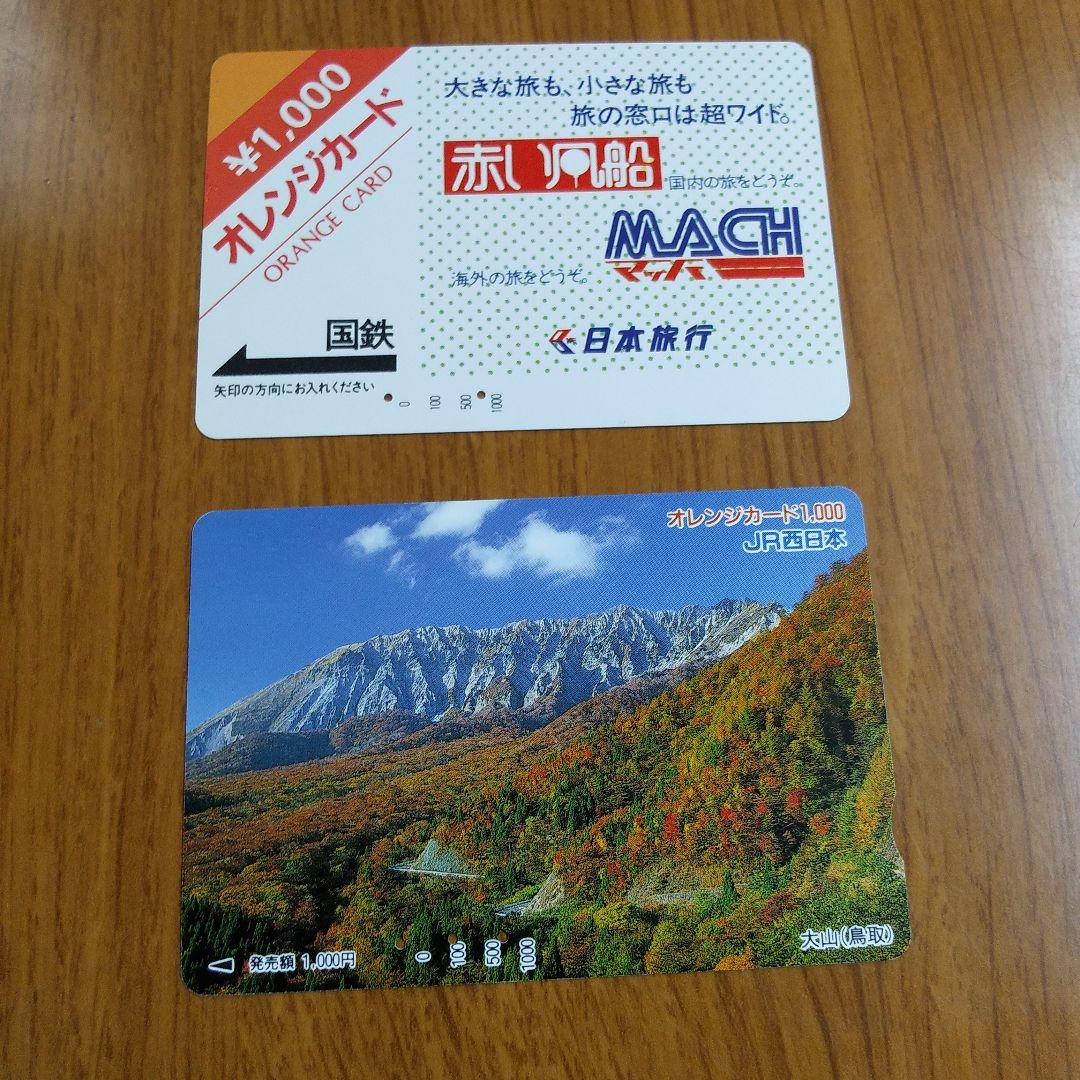 ¥1,000
オレンジカード
ORANGE CARD
国鉄
矢印の方向にお入れください
0 100 500 1000
大きな旅も、小さな旅も
旅の窓口は超ワイド。
赤い風船
国内の旅をどうぞ。
MACH
マッハ
海外の旅をどうぞ。
日本旅行
オレンジカード1,000
JR西日本
発売額 1,000円
0 100 500 1000
大山(鳥取)